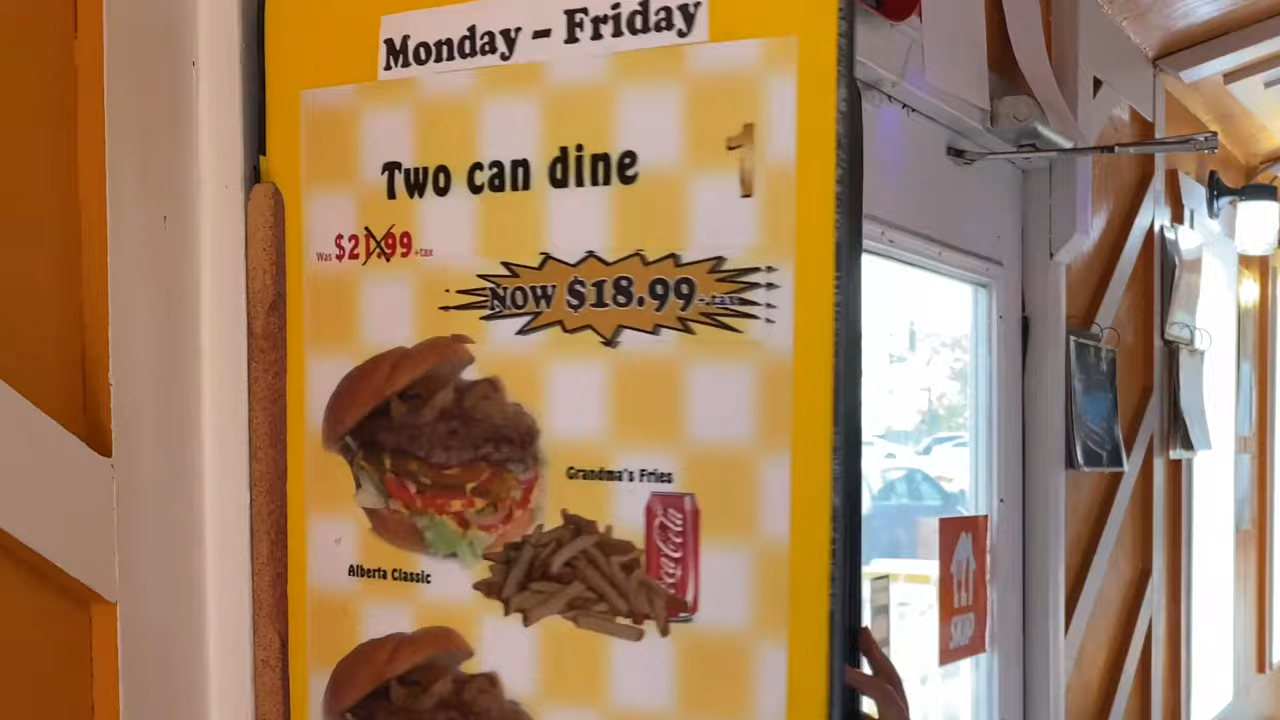 Monday - Friday
Two can dine
1
Was $21.99 +tax
NOW $18.99 + tax
Grandma's Fries
Coca-Cola
Alberta Classic
SKIP